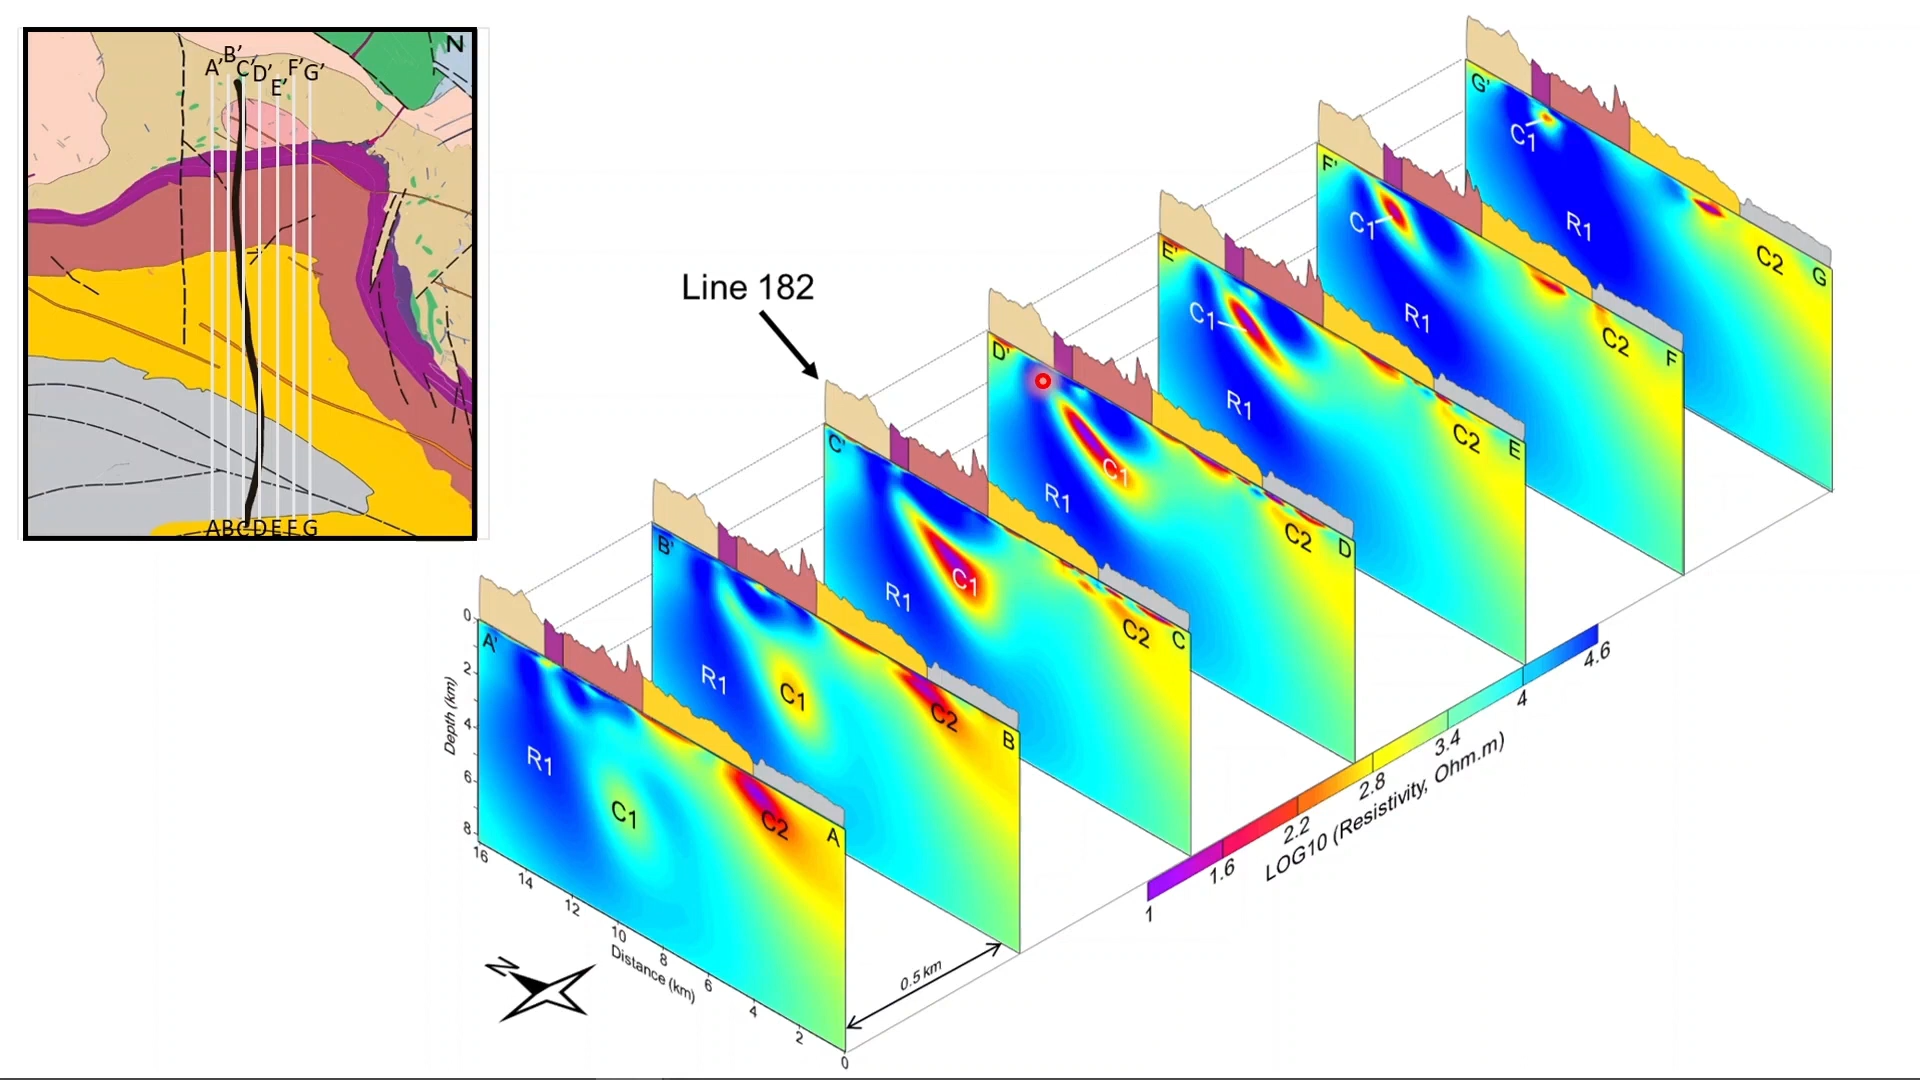 N
A' B' C' D' E' F' G'
A B C D E F G
Line 182
G'
C1
R1
C2
G
F'
C1
R1
C2
F
E'
C1
R1
C2
E
D'
C1
R1
C2
D
C'
C1
R1
C2
C
B'
C1
R1
C2
B
A'
R1
C1
C2
A
0
2
4
6
8
Depth (km)
16
14
12
10
8
6
4
2
0
Distance (km)
0.5 km
N
1
1.6
2.2
2.8
3.4
4
4.6
LOG10 (Resistivity, Ohm.m)